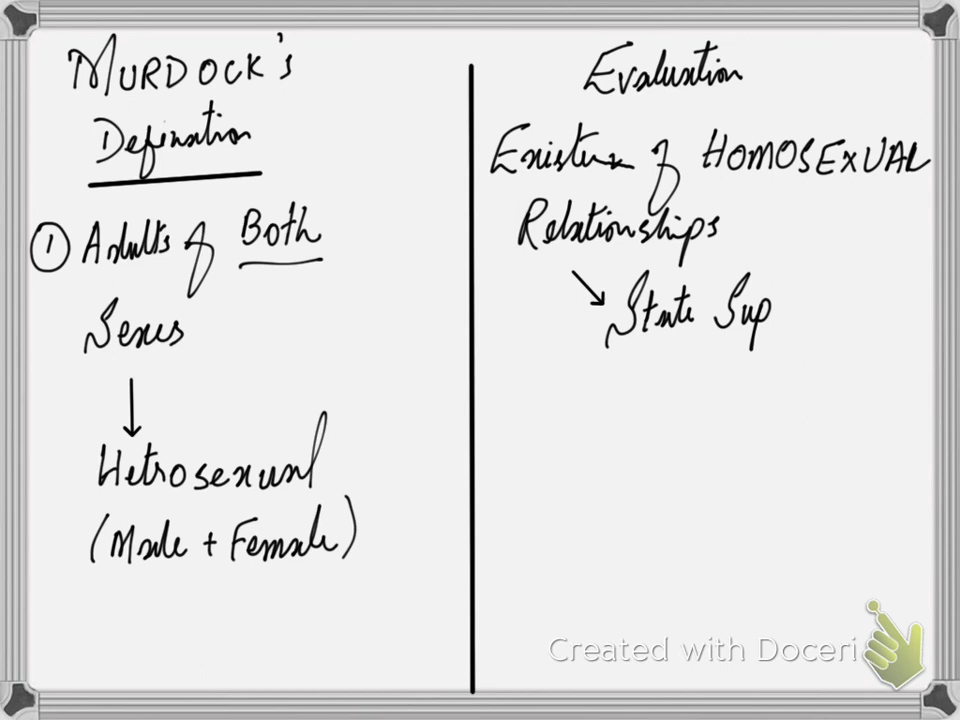 MURDOCK's
Defination
① Adults of Both
Sexes
↓
Hetrosexual
(Male + Female)
Evaluation
Existence of HOMOSEXUAL
Relationships
↘ State Sup
Created with Doceri